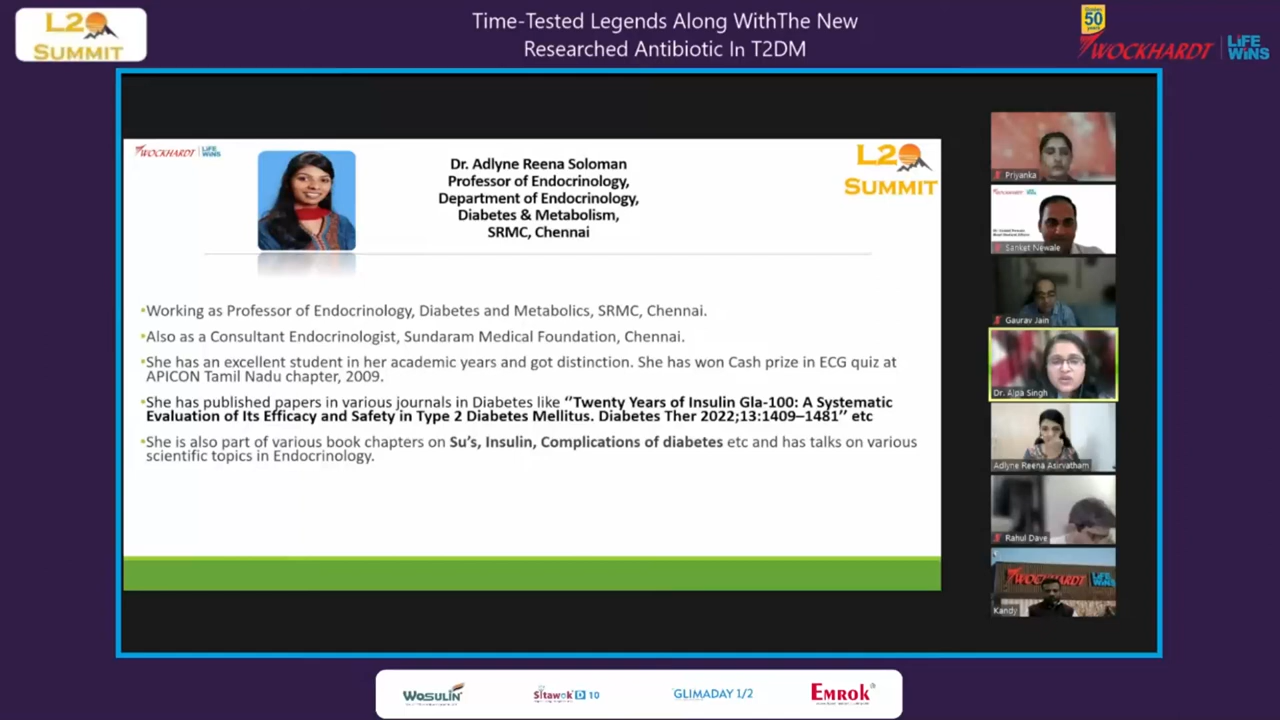 L20
SUMMIT
Time-Tested Legends Along WithThe New
Researched Antibiotic In T2DM
50
WOCKHARDT
LiFE
WiNS
WOCKHARDT
LiFE
WiNS
Dr. Adlyne Reena Soloman
Professor of Endocrinology,
Department of Endocrinology,
Diabetes & Metabolism,
SRMC, Chennai
L20
SUMMIT
•Working as Professor of Endocrinology, Diabetes and Metabolics, SRMC, Chennai.
•Also as a Consultant Endocrinologist, Sundaram Medical Foundation, Chennai.
•She has an excellent student in her academic years and got distinction. She has won Cash prize in ECG quiz at
APICON Tamil Nadu chapter, 2009.
•She has published papers in various journals in Diabetes like ‘’Twenty Years of Insulin Gla-100: A Systematic
Evaluation of Its Efficacy and Safety in Type 2 Diabetes Mellitus. Diabetes Ther 2022;13:1409–1481’’ etc
•She is also part of various book chapters on Su’s, Insulin, Complications of diabetes etc and has talks on various
scientific topics in Endocrinology.
Priyanka
Sanket Newale
Gaurav Jain
Dr. Alpa Singh
Adlyne Reena Asirvatham
Rahul Dave
WOCKHARDT
LiFE
WiNS
Kandy
WOSULIN
Sitawok D 10
GLIMADAY 1/2
EMROK